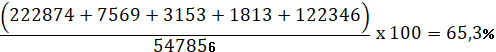 (222874 + 7569 + 3153 + 1813 + 122346)
547856 x 100 = 65,3%